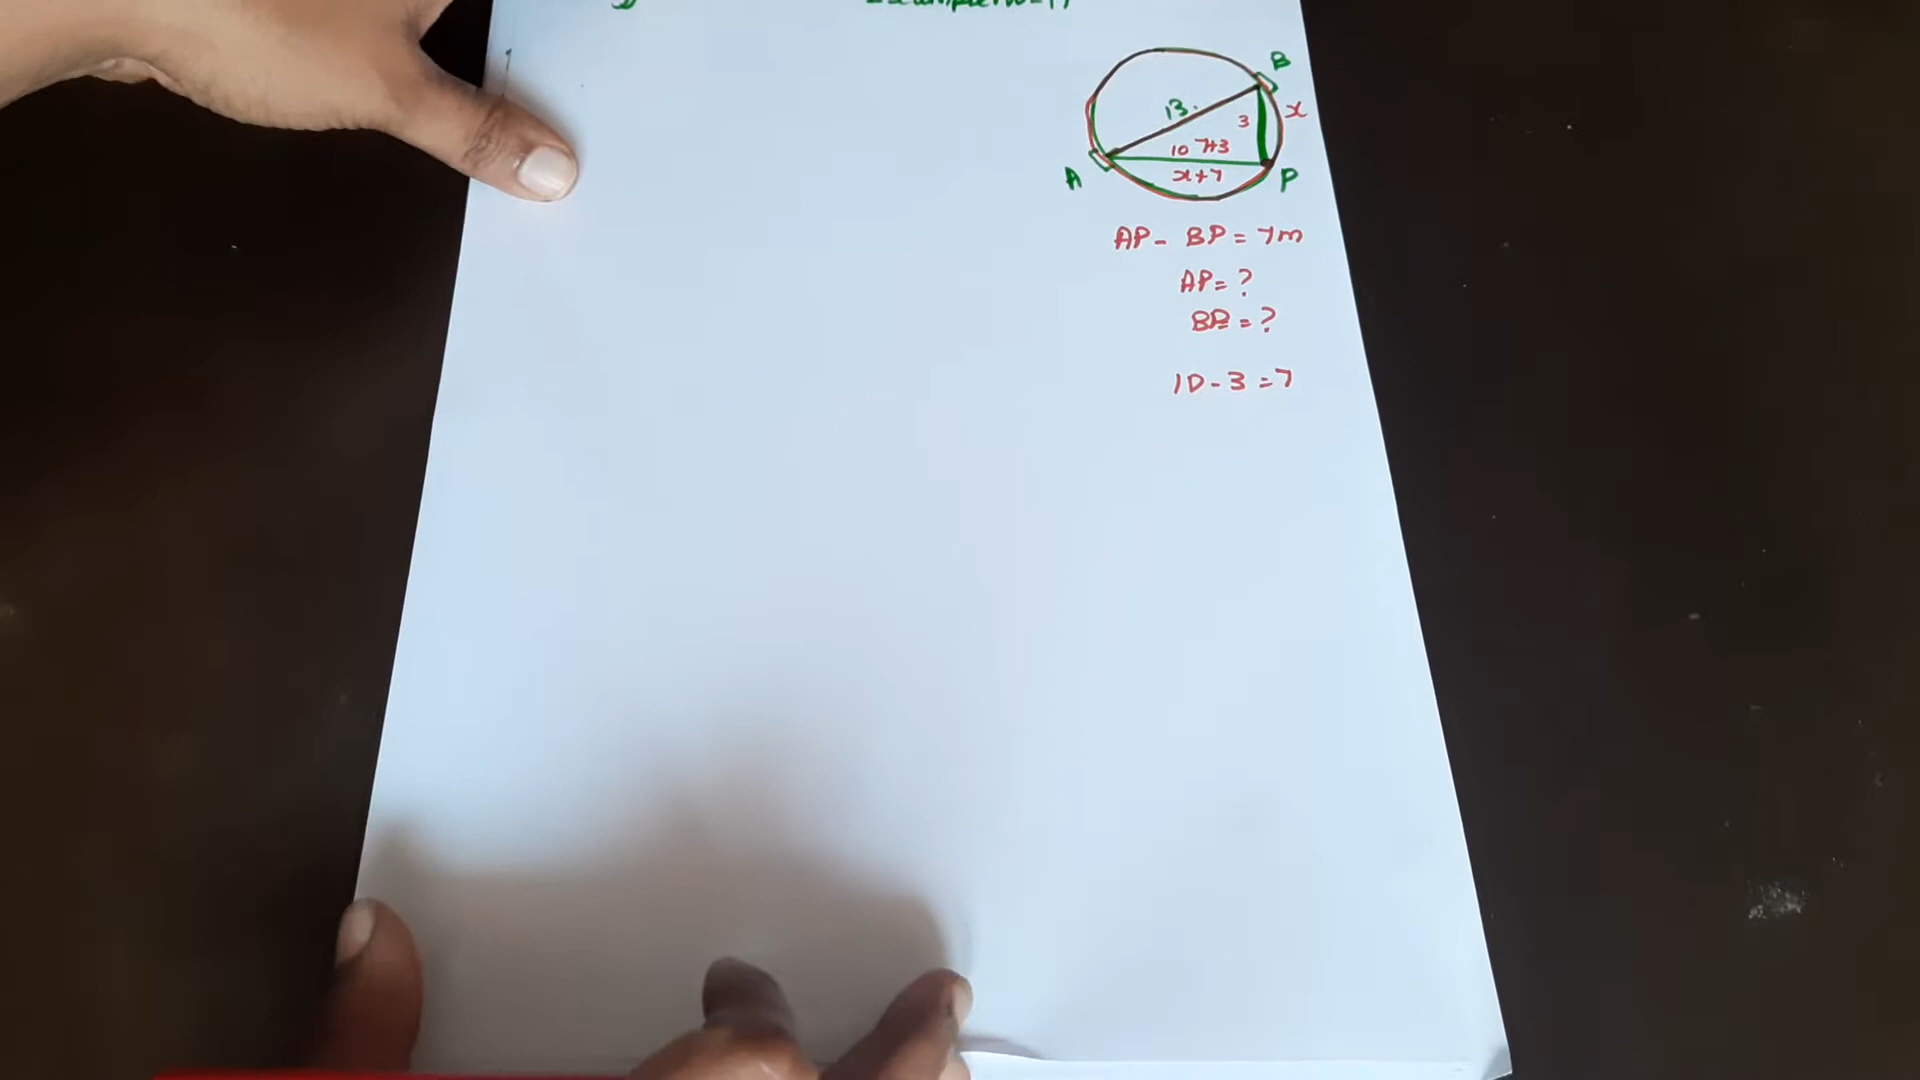 B
13.
3
x
10 7+3
A
x+7
P
AP - BP = 7m
AP = ?
BP = ?
10 - 3 = 7